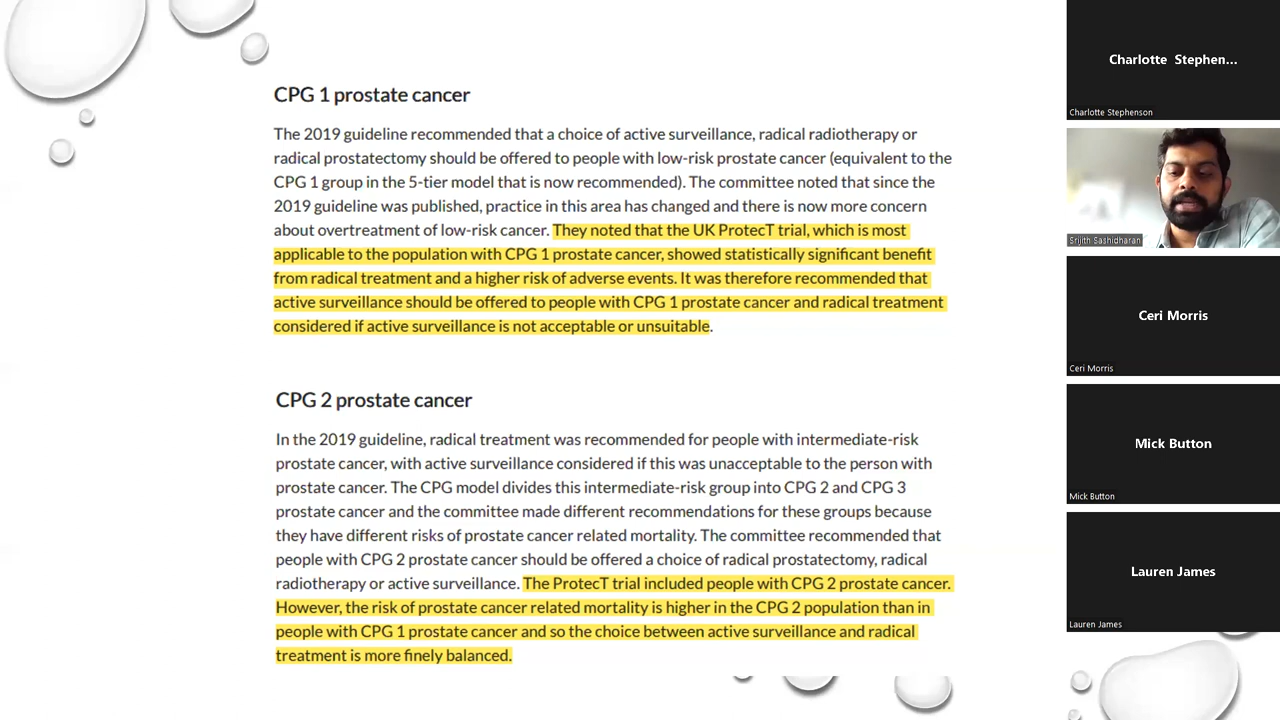 CPG 1 prostate cancer
The 2019 guideline recommended that a choice of active surveillance, radical radiotherapy or
radical prostatectomy should be offered to people with low-risk prostate cancer (equivalent to the
CPG 1 group in the 5-tier model that is now recommended). The committee noted that since the
2019 guideline was published, practice in this area has changed and there is now more concern
about overtreatment of low-risk cancer. They noted that the UK ProtecT trial, which is most
applicable to the population with CPG 1 prostate cancer, showed statistically significant benefit
from radical treatment and a higher risk of adverse events. It was therefore recommended that
active surveillance should be offered to people with CPG 1 prostate cancer and radical treatment
considered if active surveillance is not acceptable or unsuitable.
CPG 2 prostate cancer
In the 2019 guideline, radical treatment was recommended for people with intermediate-risk
prostate cancer, with active surveillance considered if this was unacceptable to the person with
prostate cancer. The CPG model divides this intermediate-risk group into CPG 2 and CPG 3
prostate cancer and the committee made different recommendations for these groups because
they have different risks of prostate cancer related mortality. The committee recommended that
people with CPG 2 prostate cancer should be offered a choice of radical prostatectomy, radical
radiotherapy or active surveillance. The ProtecT trial included people with CPG 2 prostate cancer.
However, the risk of prostate cancer related mortality is higher in the CPG 2 population than in
people with CPG 1 prostate cancer and so the choice between active surveillance and radical
treatment is more finely balanced.
Charlotte Stephen...
Charlotte Stephenson
Srijith Sashidharan
Ceri Morris
Ceri Morris
Mick Button
Mick Button
Lauren James
Lauren James